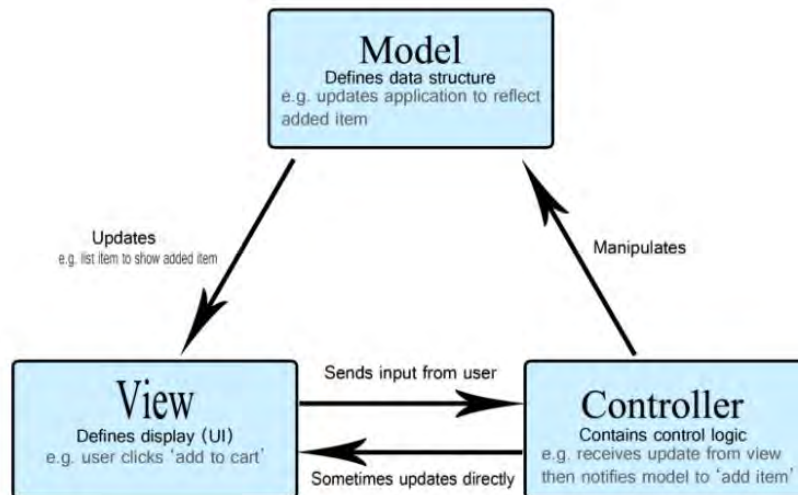 Model
Defines data structure
e.g. updates application to reflect
added item
Updates
e.g. list item to show added item
Manipulates
View
Defines display (UI)
e.g. user clicks ‘add to cart’
Sends input from user
Sometimes updates directly
Controller
Contains control logic
e.g. receives update from view
then notifies model to ‘add item’